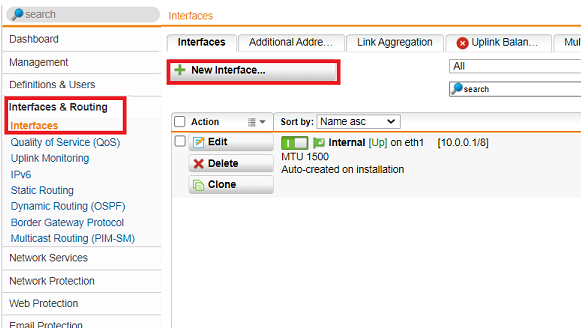 search
Interfaces
Dashboard
Management
Definitions & Users
Interfaces & Routing
Interfaces
Quality of Service (QoS)
Uplink Monitoring
IPv6
Static Routing
Dynamic Routing (OSPF)
Border Gateway Protocol
Multicast Routing (PIM-SM)
Network Services
Network Protection
Web Protection
Email Protection
Interfaces Additional Addre... Link Aggregation Uplink Balan... Mul
New Interface...
All
search
Action Sort by: Name asc
Edit Internal [Up] on eth1 [10.0.0.1/8]
MTU 1500
Delete Auto-created on installation
Clone